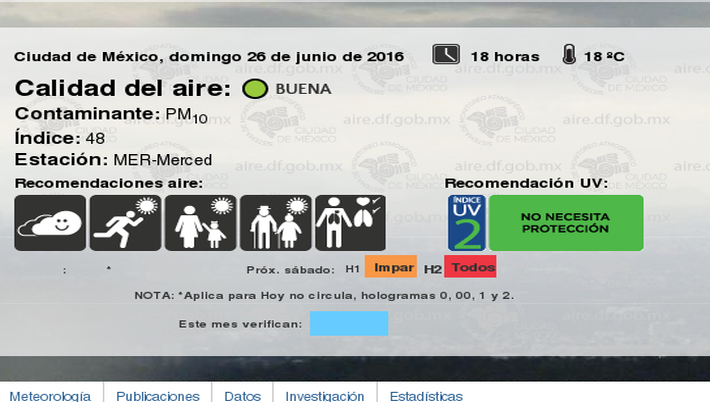 Ciudad de México, domingo 26 de junio de 2016 18 horas 18 ºC
Calidad del aire: BUENA
Contaminante: PM10
Índice: 48
Estación: MER-Merced
Recomendaciones aire: Recomendación UV:
ÍNDICE
UV
2
NO NECESITA
PROTECCIÓN
: * Próx. sábado: H1 Impar H2 Todos
NOTA: *Aplica para Hoy no circula, hologramas 0, 00, 1 y 2.
Este mes verifican:
Meteorología Publicaciones Datos Investigación Estadísticas
aire.df.gob.mx
CIUDAD
DE MÉXICO